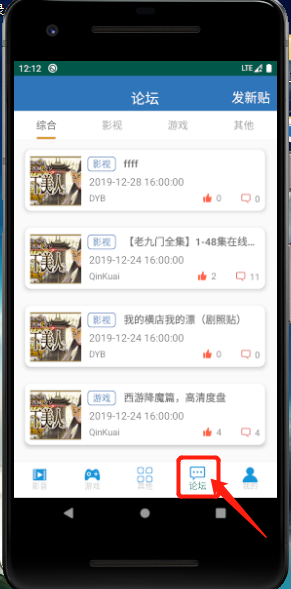 12:12 LTE
论坛 发新贴
综合 影视 游戏 其他
影视 ffff
2019-12-28 16:00:00
DYB 0 0
影视 【老九门全集】1-48集在线...
2019-12-24 16:00:00
QinKuai 2 11
影视 我的横店我的漂（剧照贴）
2019-12-24 16:00:00
DYB 0 0
游戏 西游降魔篇，高清度盘
2019-12-24 16:00:00
QinKuai 4 4
影视 游戏 其他 论坛 我的